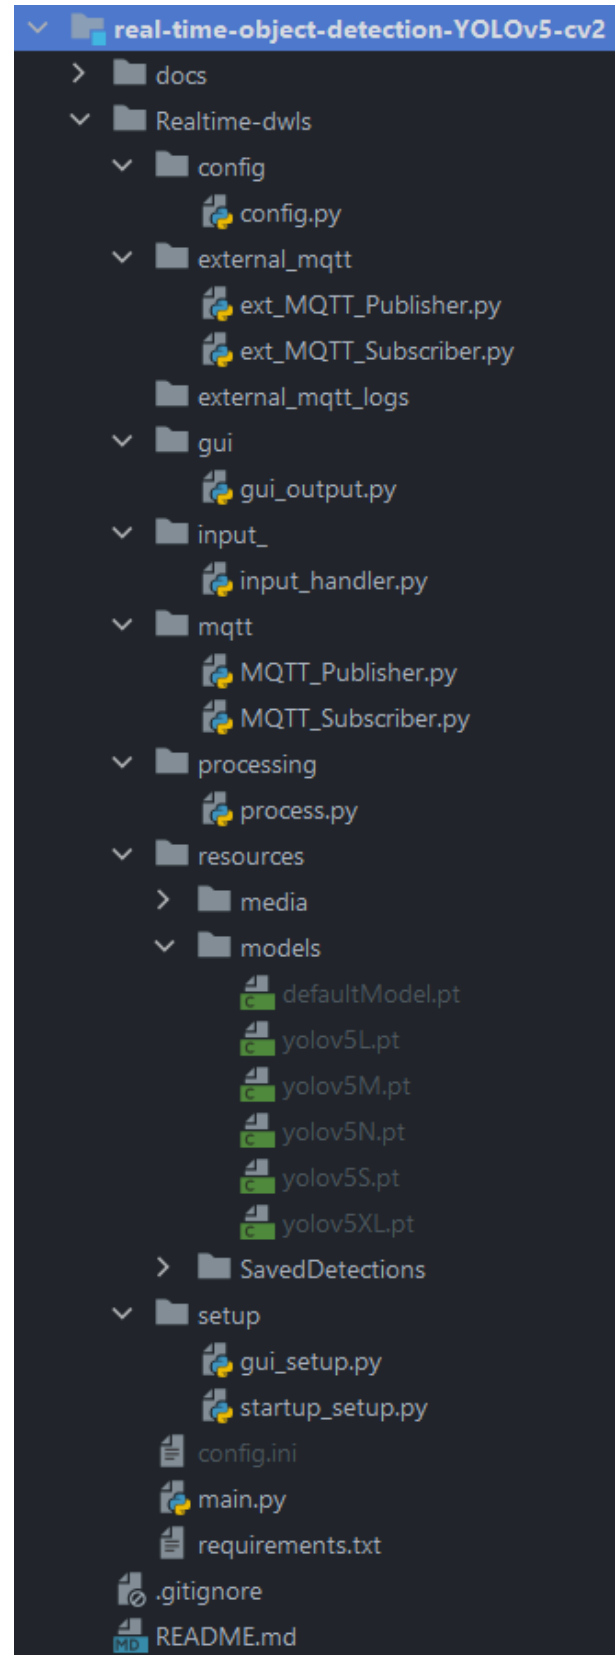 real-time-object-detection-YOLOv5-cv2
docs
Realtime-dwls
config
config.py
external_mqtt
ext_MQTT_Publisher.py
ext_MQTT_Subscriber.py
external_mqtt_logs
gui
gui_output.py
input_
input_handler.py
mqtt
MQTT_Publisher.py
MQTT_Subscriber.py
processing
process.py
resources
media
models
C defaultModel.pt
C yolov5L.pt
C yolov5M.pt
C yolov5N.pt
C yolov5S.pt
C yolov5XL.pt
SavedDetections
setup
gui_setup.py
startup_setup.py
config.ini
main.py
requirements.txt
.gitignore
MD README.md